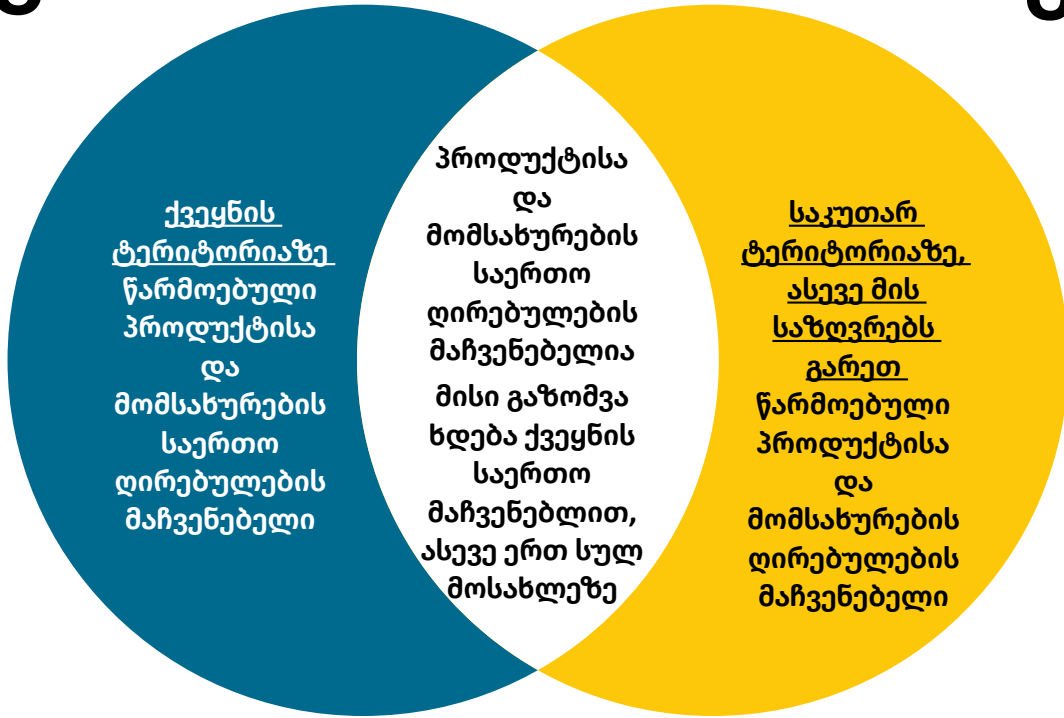 ქვეყნის
ტერიტორიაზე
წარმოებული
პროდუქტისა
და
მომსახურების
საერთო
ღირებულების
მაჩვენებელი
პროდუქტისა
და
მომსახურების
საერთო
ღირებულების
მაჩვენებელია
მისი გაზომვა
ხდება ქვეყნის
საერთო
მაჩვენებლით,
ასევე ერთ სულ
მოსახლეზე
საკუთარ
ტერიტორიაზე,
ასევე მის
საზღვრებს
გარეთ
წარმოებული
პროდუქტისა
და
მომსახურების
ღირებულების
მაჩვენებელი